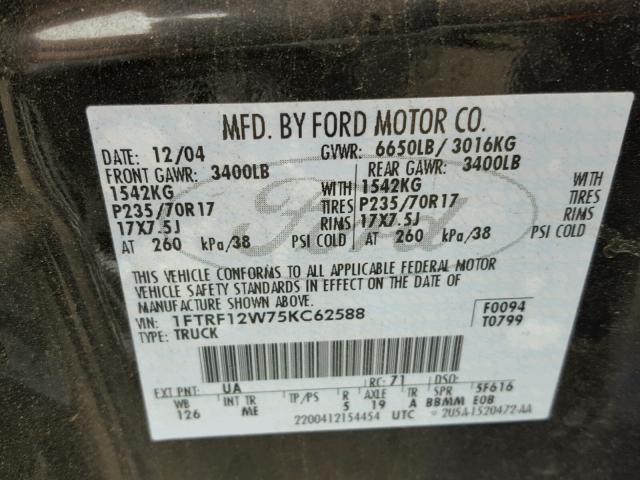 MFD. BY FORD MOTOR CO.
DATE: 12/04 GVWR: 6650LB/ 3016KG
FRONT GAWR: 3400LB REAR GAWR: 3400LB
1542KG WITH 1542KG WITH
P235/70R17 TIRES P235/70R17 TIRES
17X7.5J RIMS 17X7.5J RIMS
AT 260 kPa/38 PSI COLD AT 260 kPa/38 PSI COLD
Ford
THIS VEHICLE CONFORMS TO ALL APPLICABLE FEDERAL MOTOR
VEHICLE SAFETY STANDARDS IN EFFECT ON THE DATE OF
MANUFACTURE SHOWN ABOVE.
VIN: 1FTRF12W75KC62588 F0094
TYPE: TRUCK T0799
EXT PNT: UA RC: 71 DSO: 5F616
WB INT TR TP/PS R AXLE TR SPR
126 ME 5 19 A BBMM E0B
2200412154454 UTC 2U5A-1520472-AA